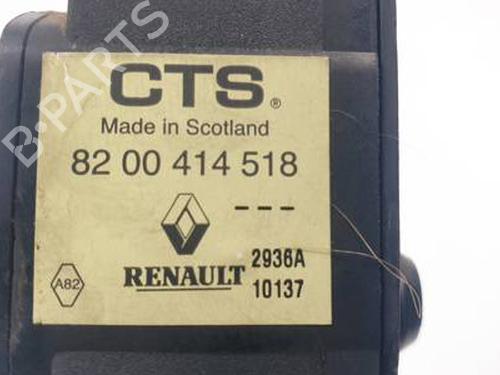 CTS®
Made in Scotland
82 00 414 518
---
RENAULT
2936A
10137
A82
B-PARTS